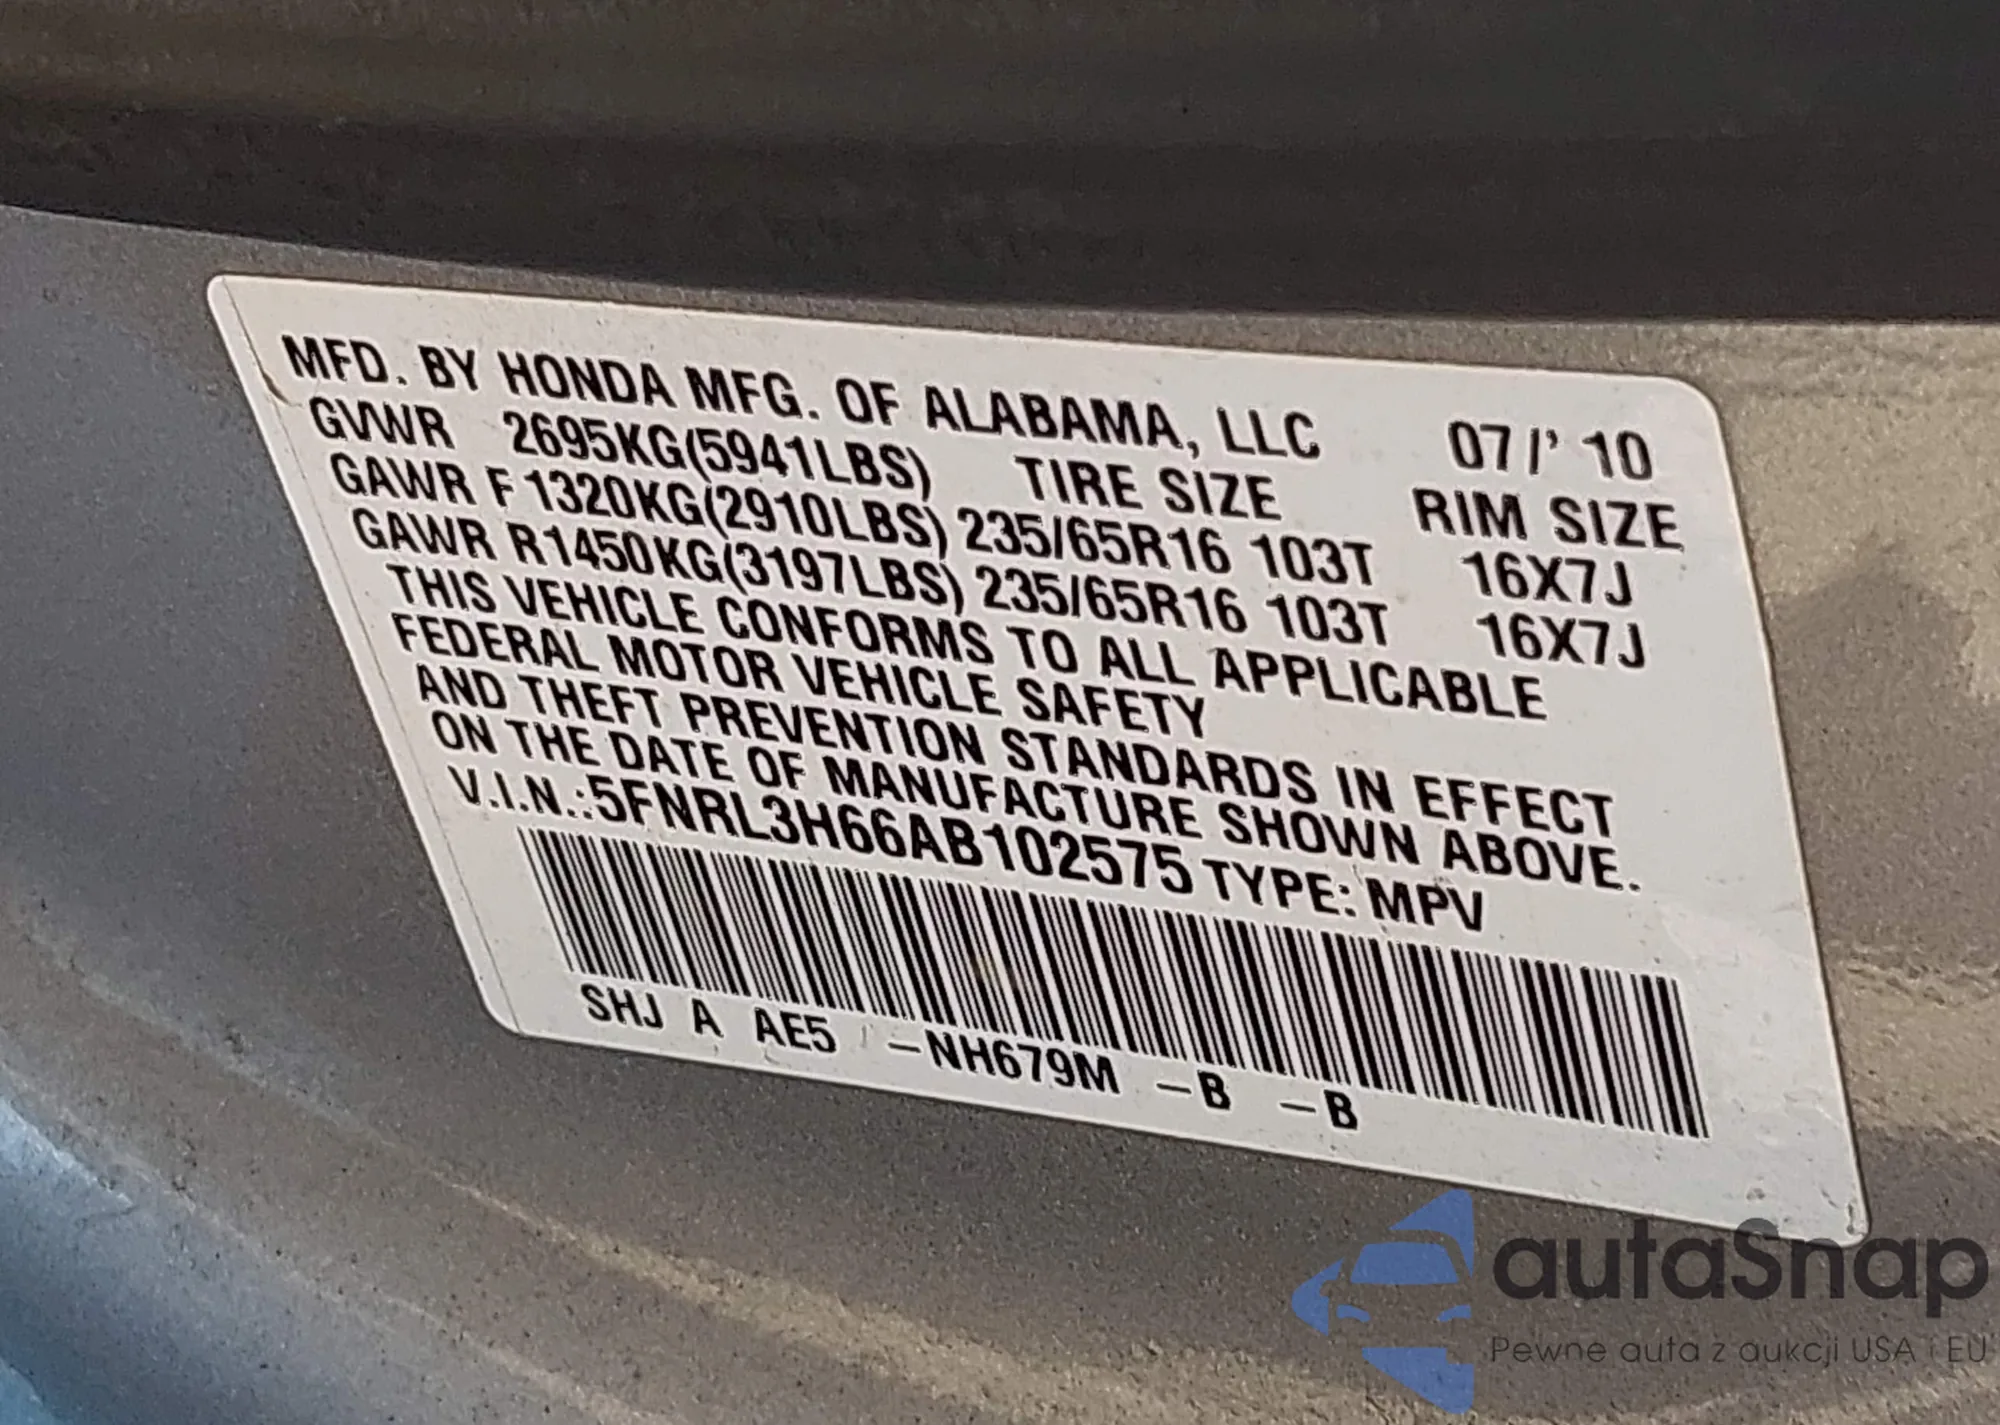 MFD. BY HONDA MFG. OF ALABAMA, LLC 07/'10
GVWR 2695KG(5941LBS) TIRE SIZE RIM SIZE
GAWR F 1320KG(2910LBS) 235/65R16 103T 16X7J
GAWR R1450KG(3197LBS) 235/65R16 103T 16X7J
THIS VEHICLE CONFORMS TO ALL APPLICABLE
FEDERAL MOTOR VEHICLE SAFETY
AND THEFT PREVENTION STANDARDS IN EFFECT
ON THE DATE OF MANUFACTURE SHOWN ABOVE.
V.I.N.:5FNRL3H66AB102575 TYPE: MPV
SHJ A AE5 -NH679M -B -B
autaSnap
Pewne auta z aukcji USA i EU